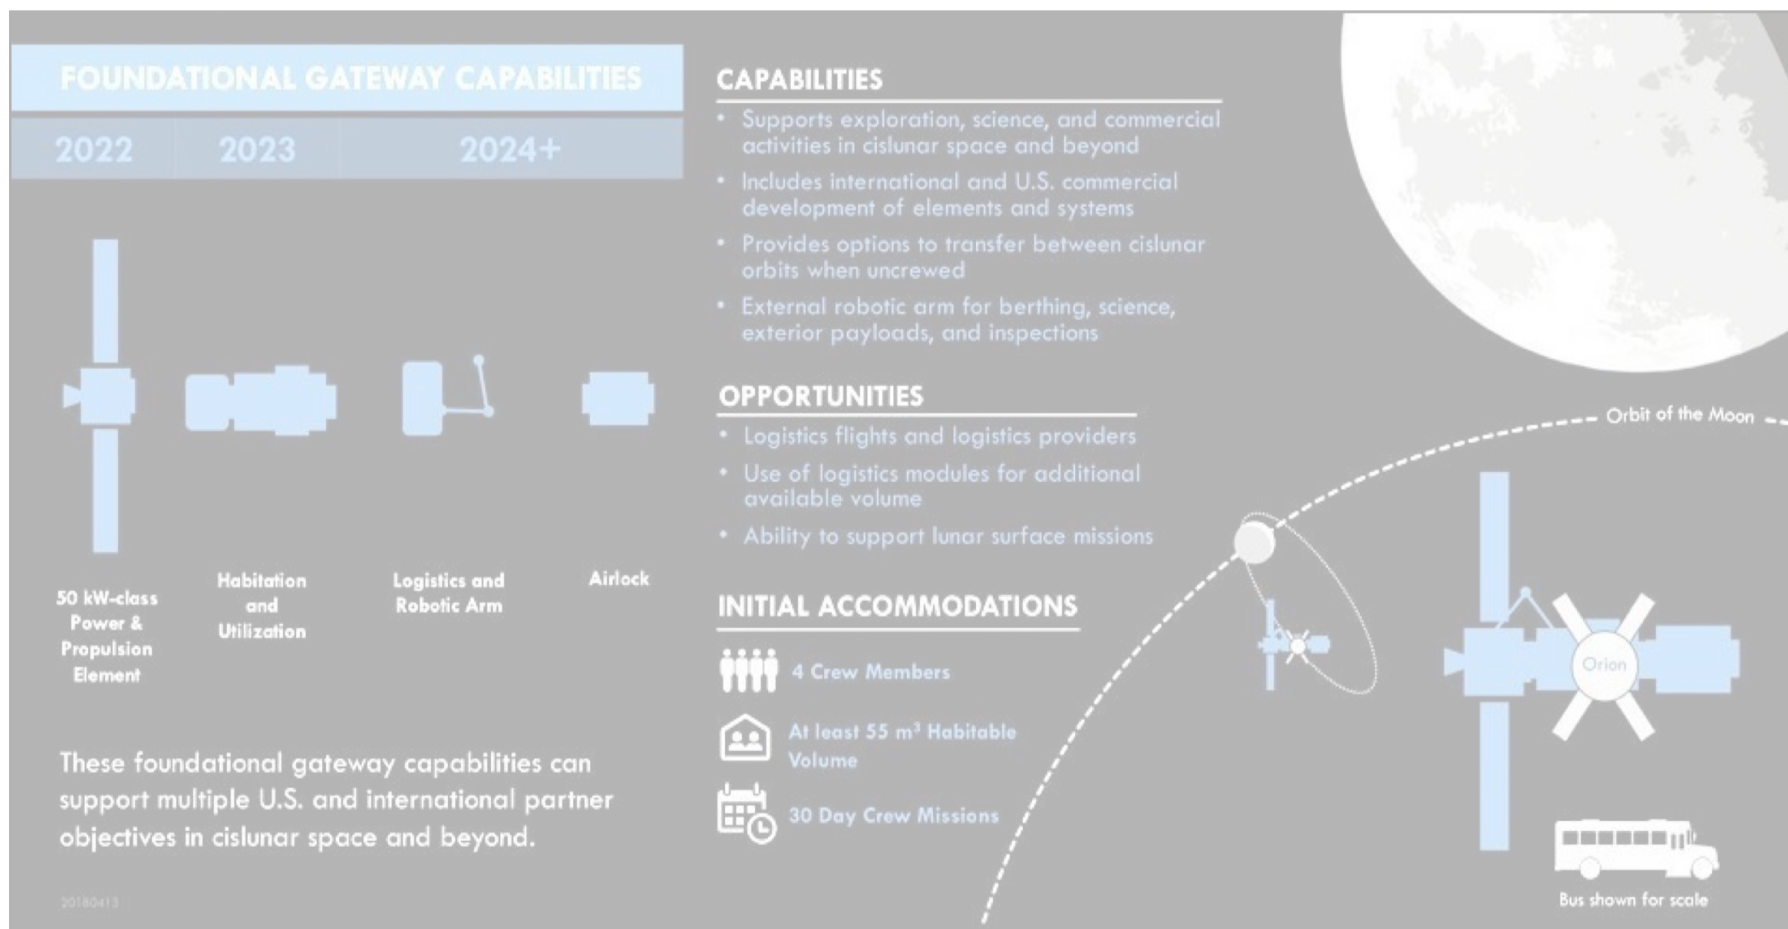 FOUNDATIONAL GATEWAY CAPABILITIES
2022
2023
2024+
50 kW-class
Power &
Propulsion
Element
Habitation
and
Utilization
Logistics and
Robotic Arm
Airlock
These foundational gateway capabilities can
support multiple U.S. and international partner
objectives in cislunar space and beyond.
20180413
CAPABILITIES
• Supports exploration, science, and commercial
activities in cislunar space and beyond
• Includes international and U.S. commercial
development of elements and systems
• Provides options to transfer between cislunar
orbits when uncrewed
• External robotic arm for berthing, science,
exterior payloads, and inspections
OPPORTUNITIES
• Logistics flights and logistics providers
• Use of logistics modules for additional
available volume
• Ability to support lunar surface missions
INITIAL ACCOMMODATIONS
4 Crew Members
At least 55 m³ Habitable
Volume
30 Day Crew Missions
Orbit of the Moon
Orion
Bus shown for scale